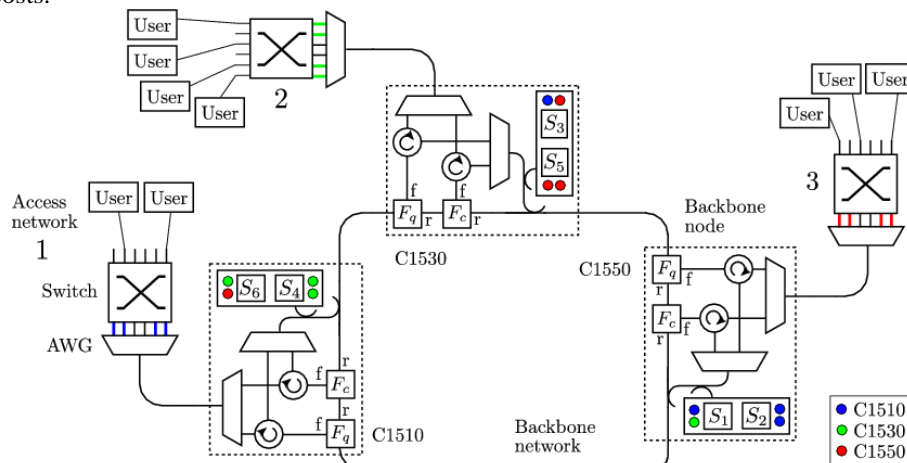 costs.
User
User
User
User
2
User
User
User
3
S3
S5
f
f
Fq
r
Fc
r
C1530
Access
network
1
User
User
Switch
AWG
S6
S4
r
f
Fc
r
f
Fq
C1510
Backbone
node
C1550
Fq
f
r
Fc
f
r
S1
S2
Backbone
network
C1510
C1530
C1550